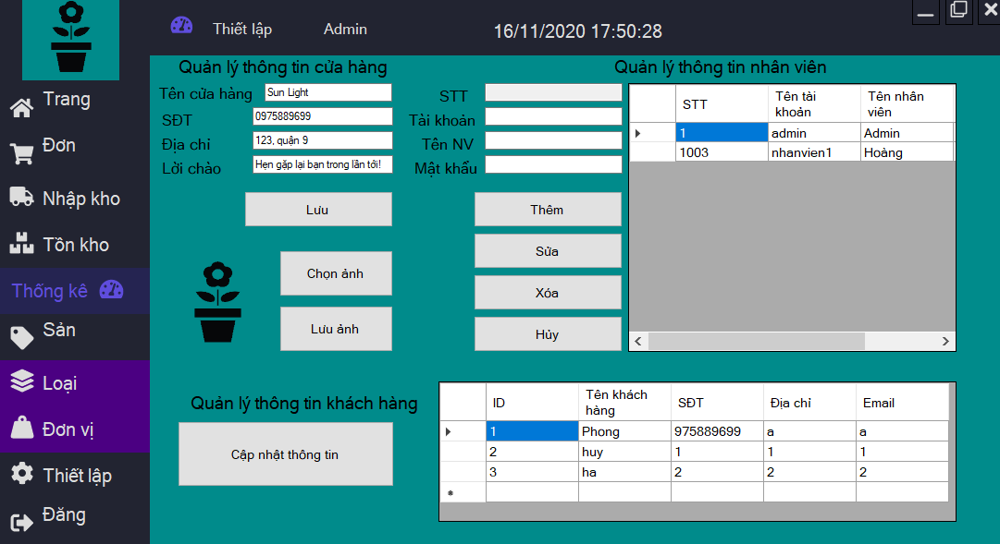 Thiết lập
Admin
16/11/2020 17:50:28
Trang
Đơn
Nhập kho
Tồn kho
Thống kê
Sản
Loại
Đơn vị
Thiết lập
Đăng
Quản lý thông tin cửa hàng
Tên cửa hàng Sun Light
SĐT 0975889699
Địa chỉ 123, quận 9
Lời chào Hẹn gặp lại bạn trong lần tới!
Lưu
Chọn ảnh
Lưu ảnh
STT
Tài khoản
Tên NV
Mật khẩu
Thêm
Sửa
Xóa
Hủy
Quản lý thông tin nhân viên
STT Tên tài khoản Tên nhân viên
1 admin Admin
1003 nhanvien1 Hoàng
Quản lý thông tin khách hàng
Cập nhật thông tin
ID Tên khách hàng SĐT Địa chỉ Email
1 Phong 975889699 a a
2 huy 1 1 1
3 ha 2 2 2